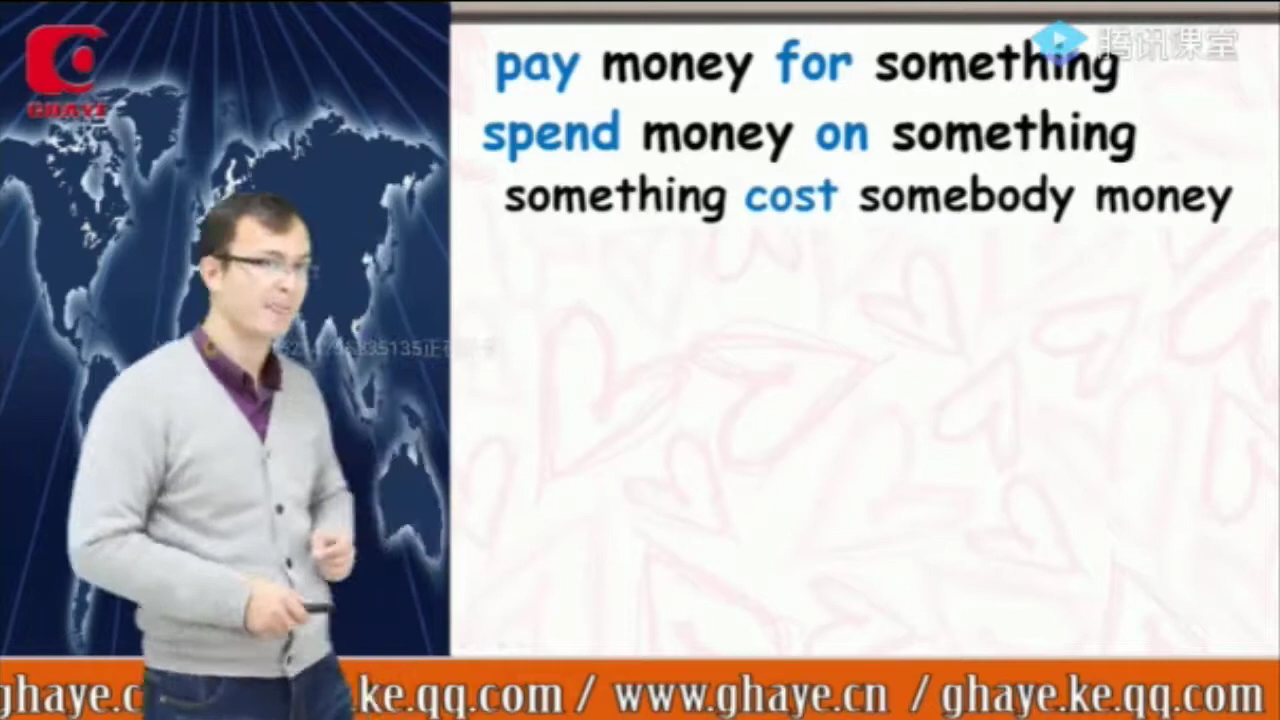 GHAYE
腾讯课堂
pay money for something
spend money on something
something cost somebody money
ghaye.c .ke.qq.com / www.ghaye.cn / ghaye.ke.qq.com